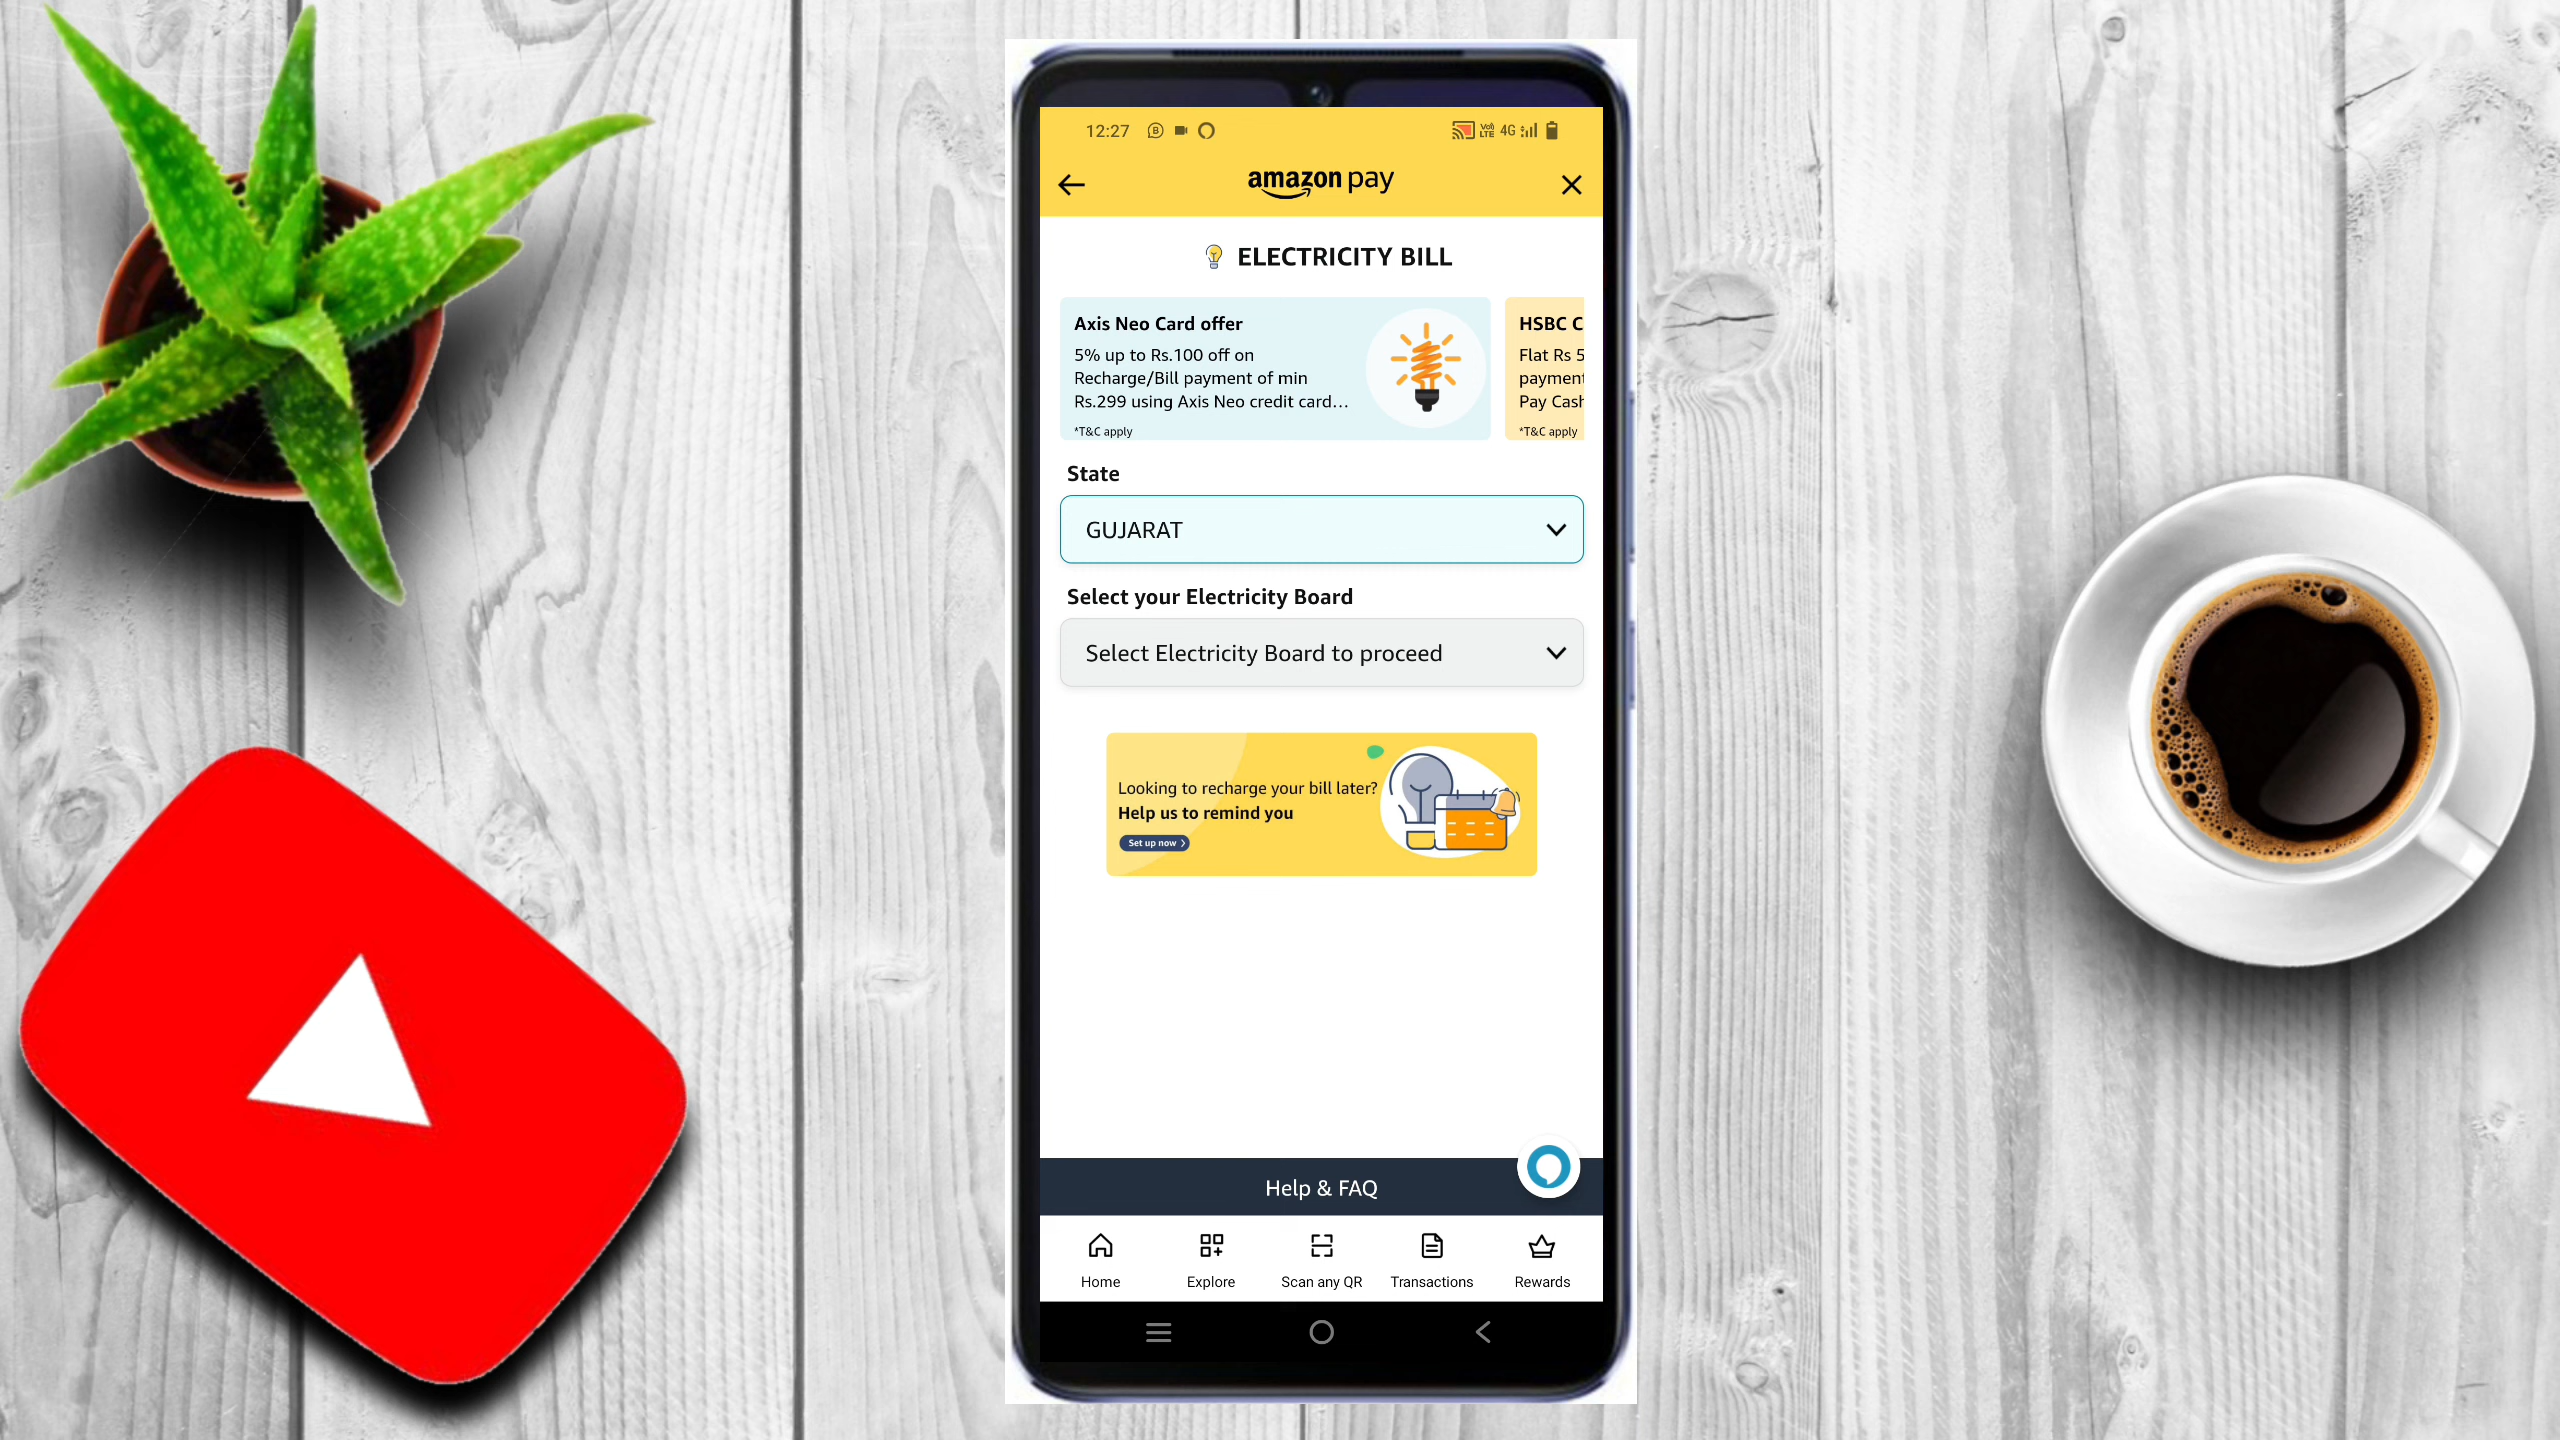 12:27
4G
amazon pay
ELECTRICITY BILL
Axis Neo Card offer
5% up to Rs.100 off on
Recharge/Bill payment of min
Rs.299 using Axis Neo credit card...
*T&C apply
HSBC C
Flat Rs 5
payment
Pay Cash
*T&C apply
State
GUJARAT
Select your Electricity Board
Select Electricity Board to proceed
Looking to recharge your bill later?
Help us to remind you
Set up now
Help & FAQ
Home
Explore
Scan any QR
Transactions
Rewards